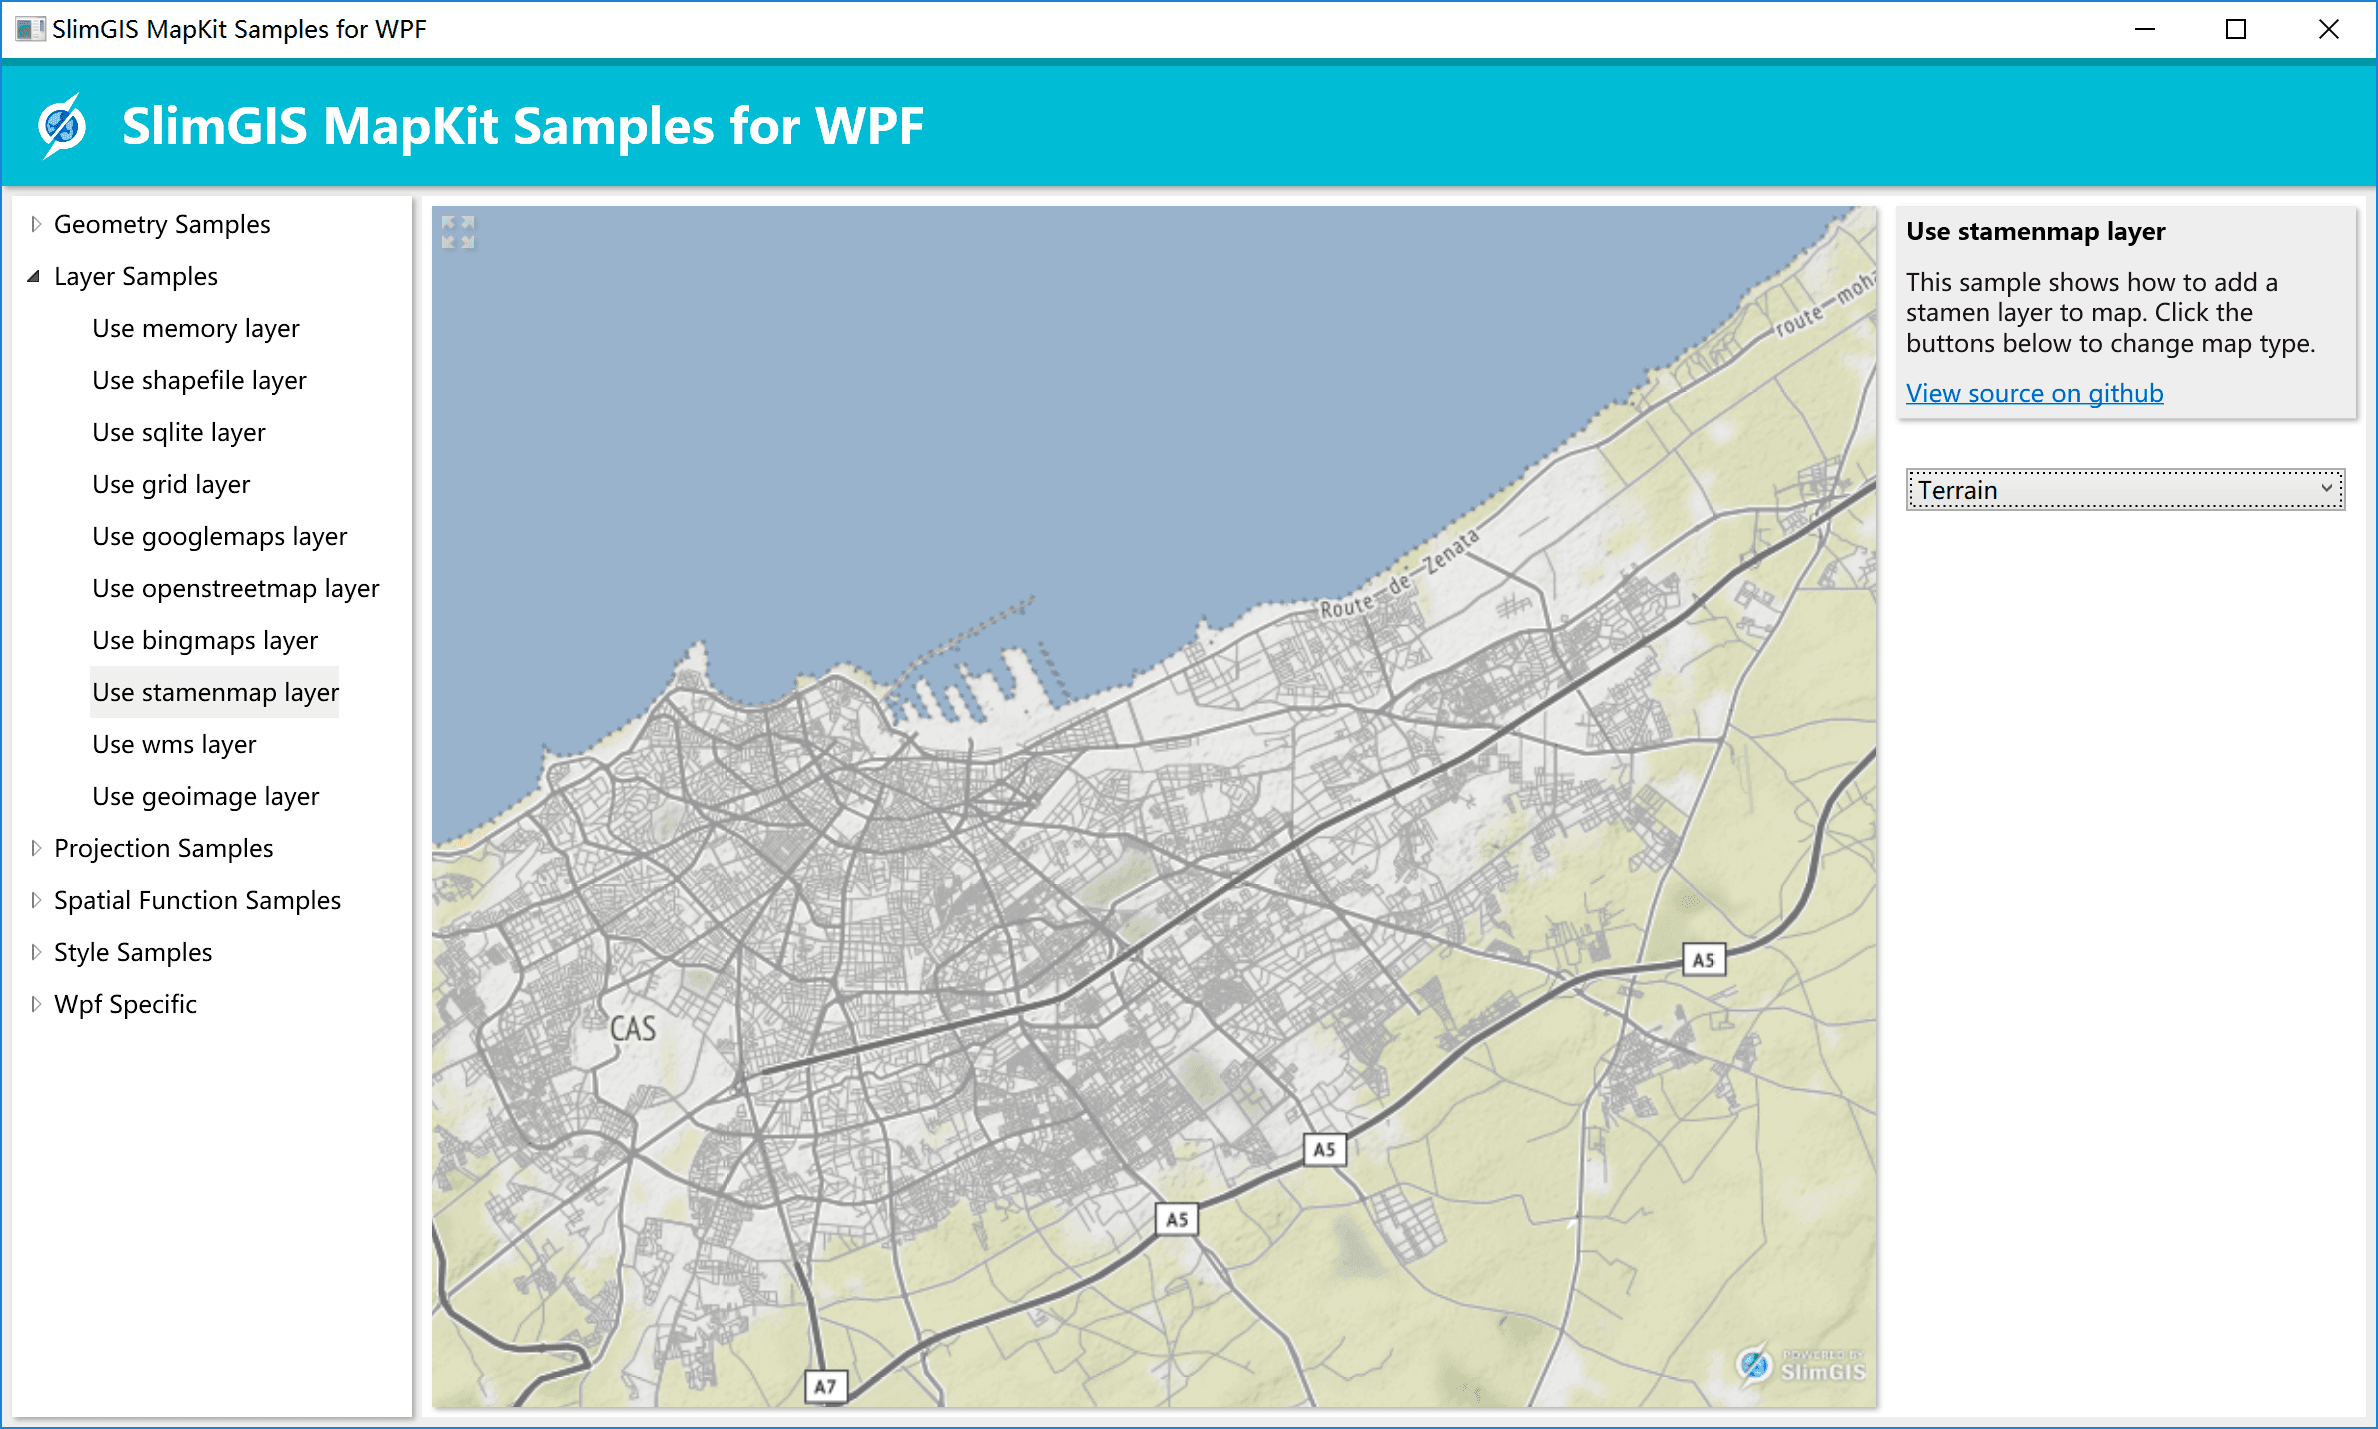 SlimGIS MapKit Samples for WPF
SlimGIS MapKit Samples for WPF
Geometry Samples
Layer Samples
Use memory layer
Use shapefile layer
Use sqlite layer
Use grid layer
Use googlemaps layer
Use openstreetmap layer
Use bingmaps layer
Use stamenmap layer
Use wms layer
Use geoimage layer
Projection Samples
Spatial Function Samples
Style Samples
Wpf Specific
route moha
Route de Zenata
A5
CAS
A5
A5
A7
POWERED BY
SlimGIS
Use stamenmap layer
This sample shows how to add a
stamen layer to map. Click the
buttons below to change map type.
View source on github
Terrain